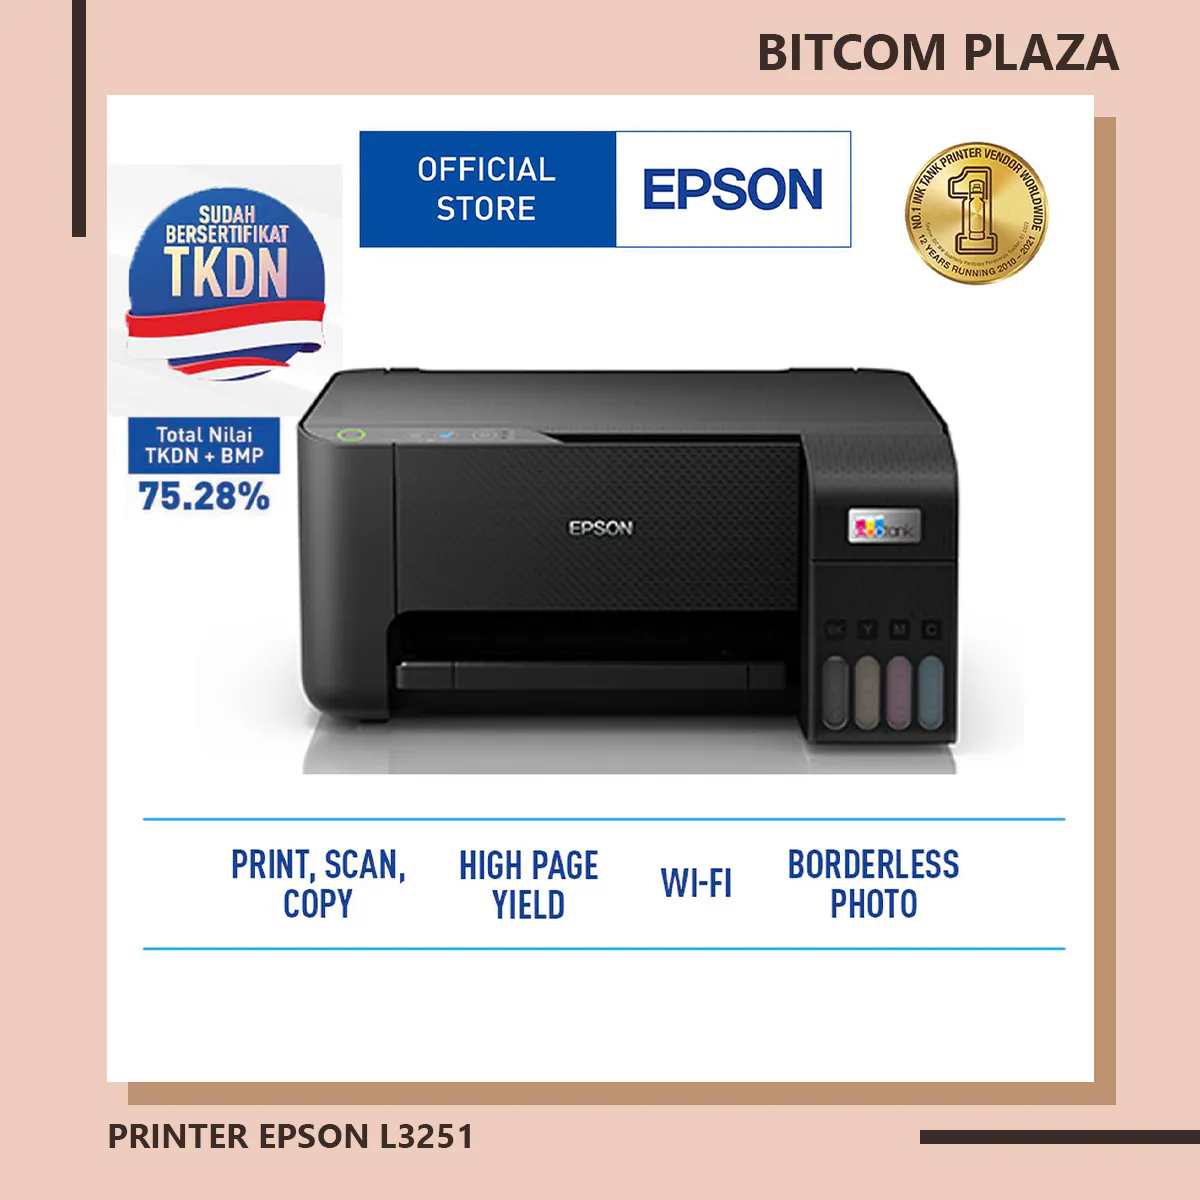 BITCOM PLAZA
OFFICIAL
STORE
EPSON
NO.1 INK TANK PRINTER VENDOR WORLDWIDE
12 YEARS RUNNING 2010 - 2021
1
SUDAH
BERSERTIFIKAT
TKDN
Total Nilai
TKDN + BMP
75.28%
EPSON
BK Y M C
PRINT, SCAN,
COPY
HIGH PAGE
YIELD
WI-FI
BORDERLESS
PHOTO
PRINTER EPSON L3251